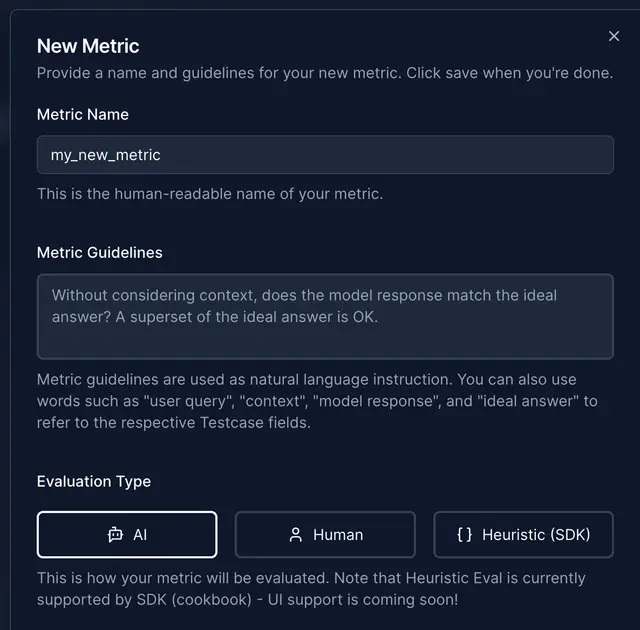 New Metric
Provide a name and guidelines for your new metric. Click save when you're done.
Metric Name
my_new_metric
This is the human-readable name of your metric.
Metric Guidelines
Without considering context, does the model response match the ideal
answer? A superset of the ideal answer is OK.
Metric guidelines are used as natural language instruction. You can also use
words such as "user query", "context", "model response", and "ideal answer" to
refer to the respective Testcase fields.
Evaluation Type
AI
Human
Heuristic (SDK)
This is how your metric will be evaluated. Note that Heuristic Eval is currently
supported by SDK (cookbook) - UI support is coming soon!